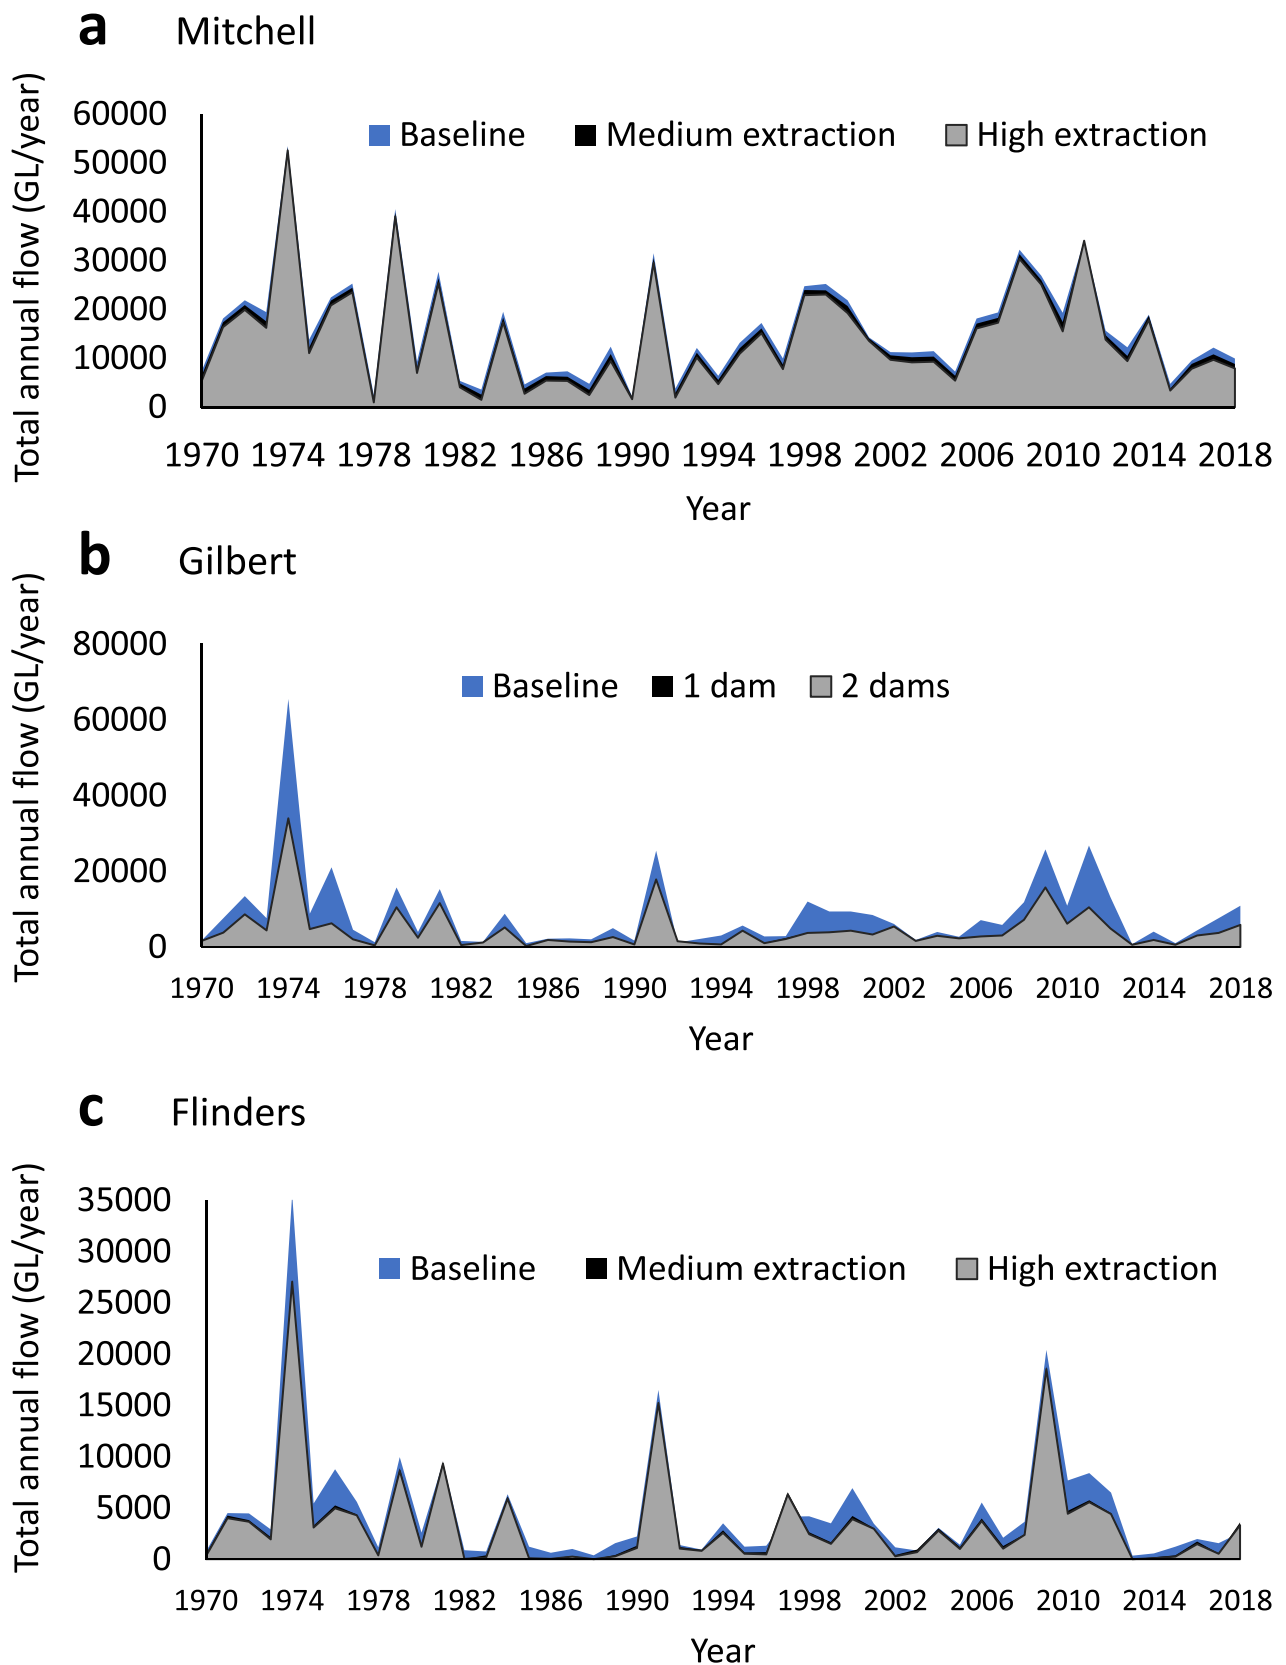 a Mitchell
Total annual flow (GL/year)
60000
50000
40000
30000
20000
10000
0
Baseline Medium extraction High extraction
1970 1974 1978 1982 1986 1990 1994 1998 2002 2006 2010 2014 2018
Year
b Gilbert
Total annual flow (GL/year)
80000
60000
40000
20000
0
Baseline 1 dam 2 dams
1970 1974 1978 1982 1986 1990 1994 1998 2002 2006 2010 2014 2018
Year
c Flinders
Total annual flow (GL/year)
35000
30000
25000
20000
15000
10000
5000
0
Baseline Medium extraction High extraction
1970 1974 1978 1982 1986 1990 1994 1998 2002 2006 2010 2014 2018
Year